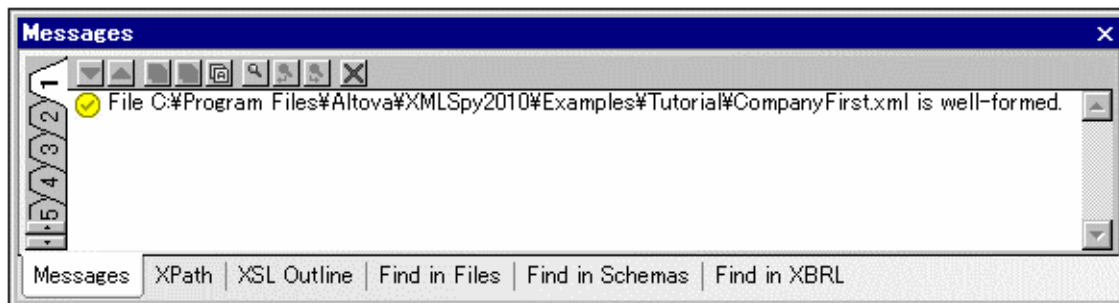 Messages
1
2
3
4
5
File C:¥Program Files¥Altova¥XMLSpy2010¥Examples¥Tutorial¥CompanyFirst.xml is well-formed.
Messages XPath XSL Outline Find in Files Find in Schemas Find in XBRL